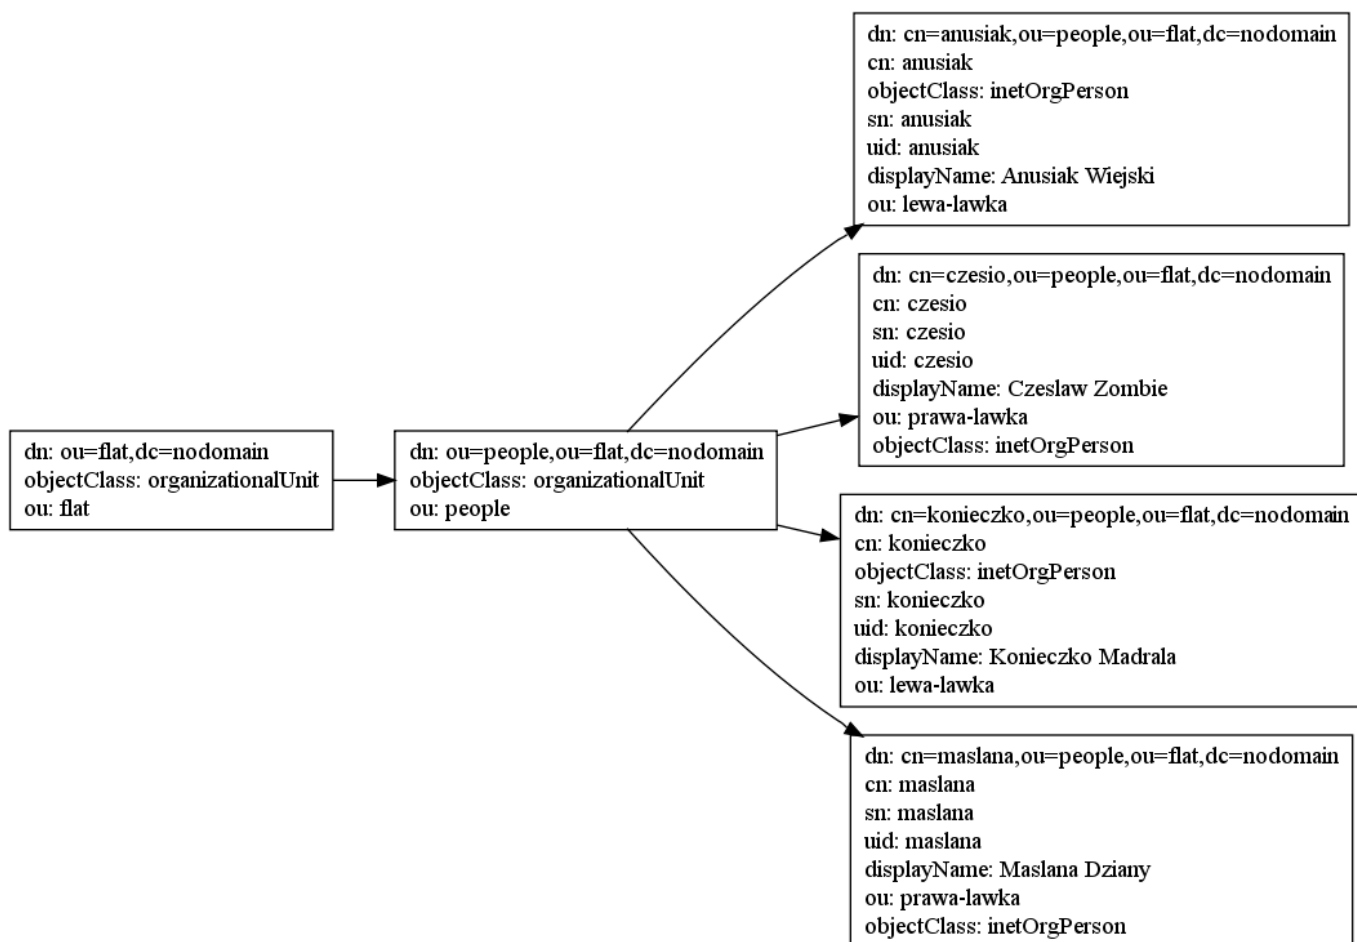 dn: cn=anusiak,ou=people,ou=flat,dc=nodomain
cn: anusiak
objectClass: inetOrgPerson
sn: anusiak
uid: anusiak
displayName: Anusiak Wiejski
ou: lewa-lawka
dn: cn=czesio,ou=people,ou=flat,dc=nodomain
cn: czesio
sn: czesio
uid: czesio
displayName: Czeslaw Zombie
ou: prawa-lawka
objectClass: inetOrgPerson
dn: ou=flat,dc=nodomain
objectClass: organizationalUnit
ou: flat
dn: ou=people,ou=flat,dc=nodomain
objectClass: organizationalUnit
ou: people
dn: cn=konieczko,ou=people,ou=flat,dc=nodomain
cn: konieczko
objectClass: inetOrgPerson
sn: konieczko
uid: konieczko
displayName: Konieczko Madrala
ou: lewa-lawka
dn: cn=maslana,ou=people,ou=flat,dc=nodomain
cn: maslana
sn: maslana
uid: maslana
displayName: Maslana Dziany
ou: prawa-lawka
objectClass: inetOrgPerson